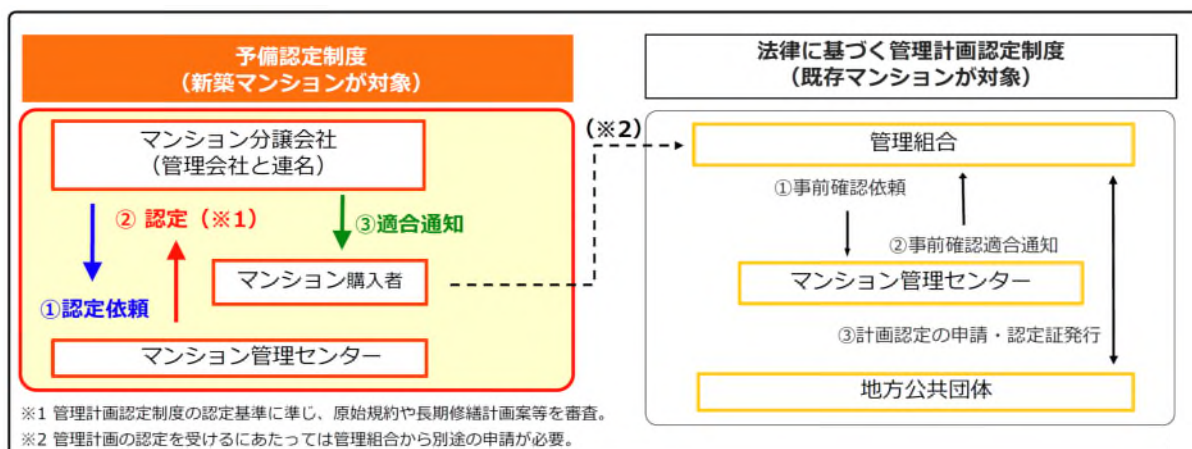 予備認定制度
（新築マンションが対象）
マンション分譲会社
（管理会社と連名）
② 認定（※1）
③適合通知
マンション購入者
①認定依頼
マンション管理センター
（※2）
法律に基づく管理計画認定制度
（既存マンションが対象）
管理組合
①事前確認依頼
②事前確認適合通知
マンション管理センター
③計画認定の申請・認定証発行
地方公共団体
※1 管理計画認定制度の認定基準に準じ、原始規約や長期修繕計画案等を審査。
※2 管理計画の認定を受けるにあたっては管理組合から別途の申請が必要。